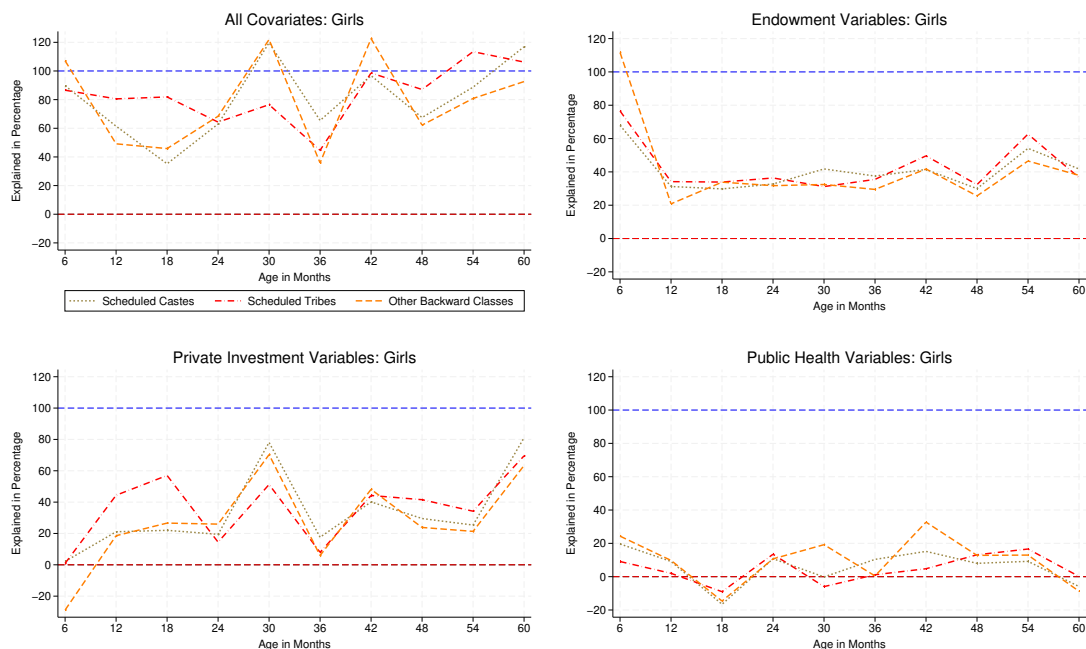 All Covariates: Girls
Explained in Percentage
120
100
80
60
40
20
0
−20
6 12 18 24 30 36 42 48 54 60
Age in Months
Scheduled Castes Scheduled Tribes Other Backward Classes
Endowment Variables: Girls
Explained in Percentage
120
100
80
60
40
20
0
−20
6 12 18 24 30 36 42 48 54 60
Age in Months
Private Investment Variables: Girls
Explained in Percentage
120
100
80
60
40
20
0
−20
6 12 18 24 30 36 42 48 54 60
Age in Months
Public Health Variables: Girls
Explained in Percentage
120
100
80
60
40
20
0
−20
6 12 18 24 30 36 42 48 54 60
Age in Months